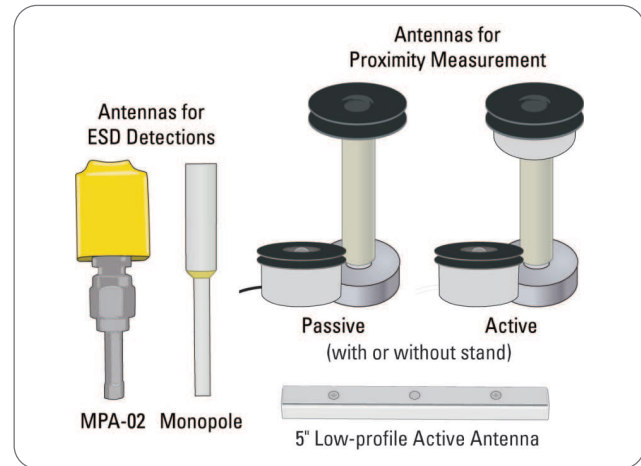 Antennas for
Proximity Measurement
Antennas for
ESD Detections
Passive
Active
(with or without stand)
MPA-02
Monopole
5" Low-profile Active Antenna